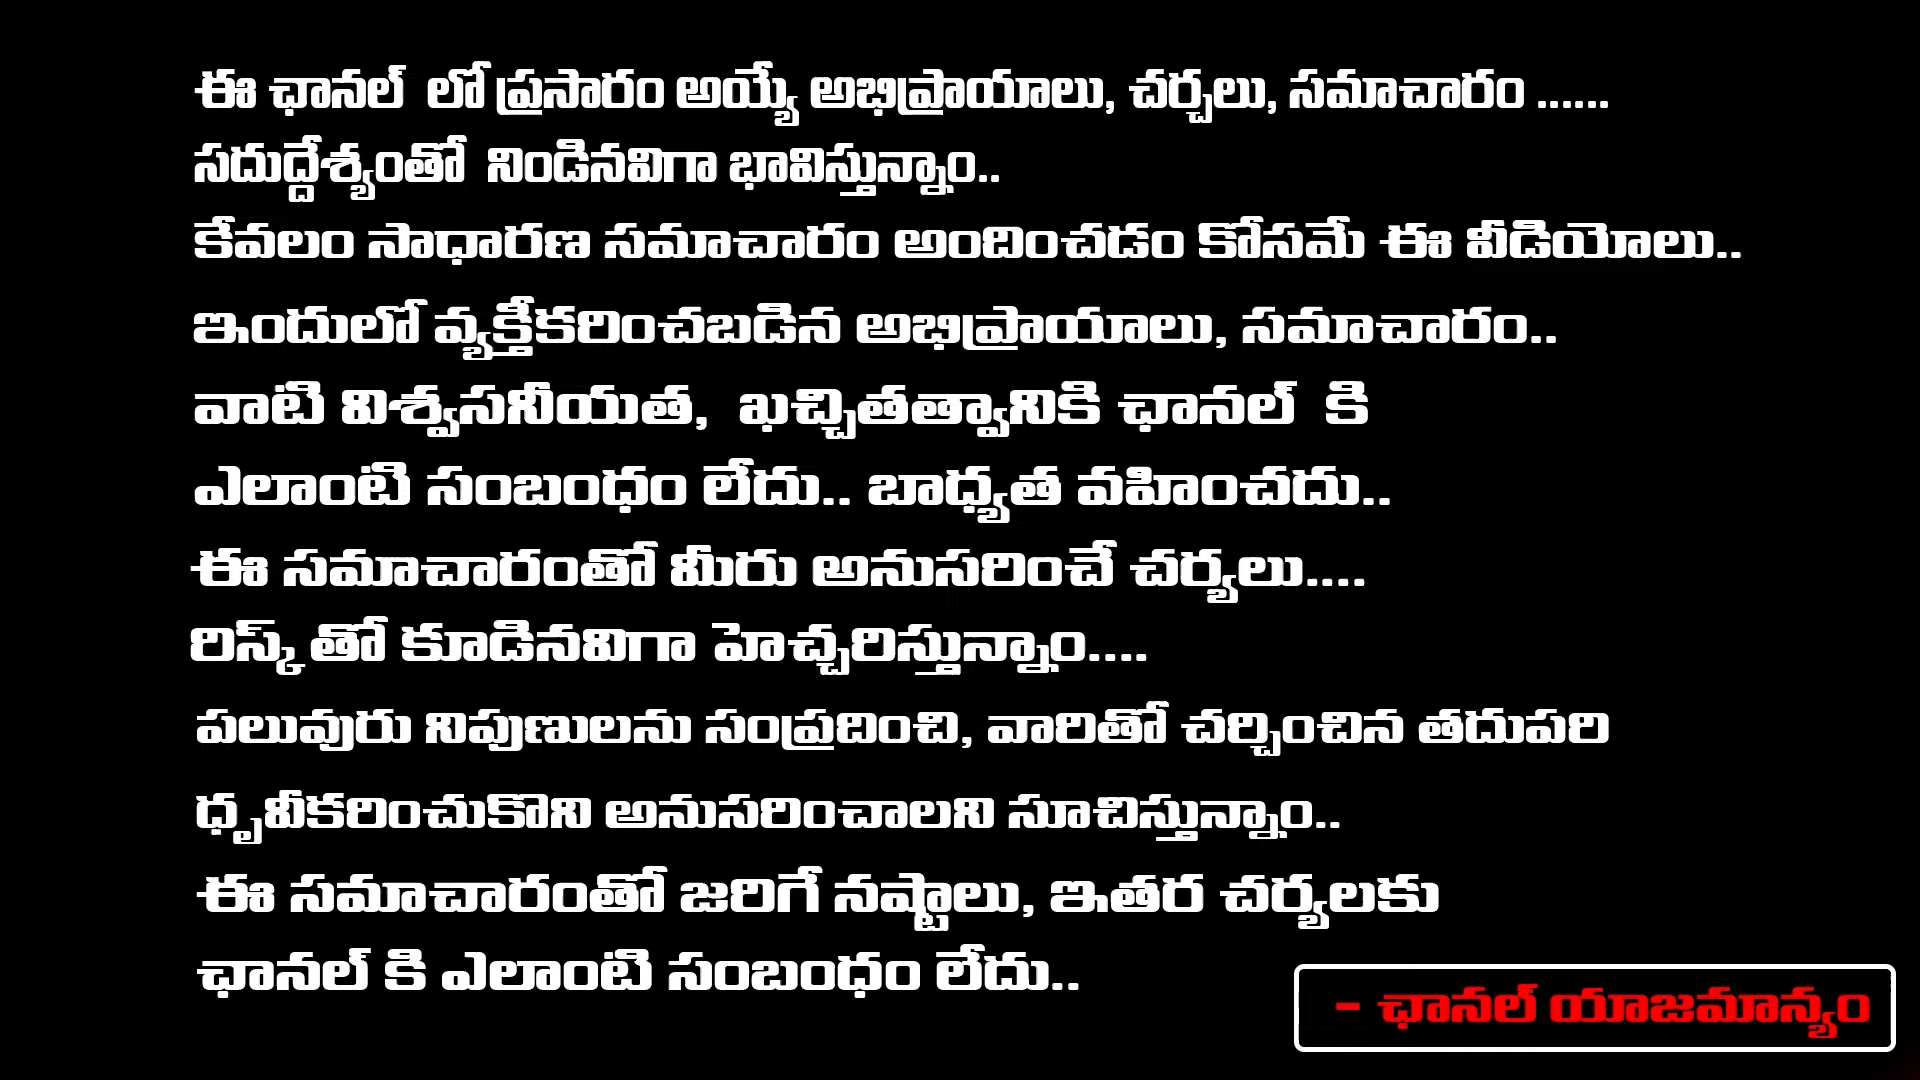 ఈ ఛానల్ లో ప్రసారం అయ్యే అభిప్రాయాలు, చర్చలు, సమాచారం ......
సదుద్దేశ్యంతో నిండినవిగా భావిస్తున్నాం..
కేవలం సాధారణ సమాచారం అందించడం కోసమే ఈ వీడియోలు..
ఇందులో వ్యక్తీకరించబడిన అభిప్రాయాలు, సమాచారం..
వాటి విశ్వసనీయత, ఖచ్చితత్వానికి ఛానల్ కి
ఎలాంటి సంబంధం లేదు.. బాధ్యత వహించదు..
ఈ సమాచారంతో మీరు అనుసరించే చర్యలు....
రిస్క్ తో కూడినవిగా హెచ్చరిస్తున్నాం....
పలువురు నిపుణులను సంప్రదించి, వారితో చర్చించిన తదుపరి
ధృవీకరించుకొని అనుసరించాలని సూచిస్తున్నాం..
ఈ సమాచారంతో జరిగే నష్టాలు, ఇతర చర్యలకు
ఛానల్ కి ఎలాంటి సంబంధం లేదు..
- ఛానల్ యాజమాన్యం